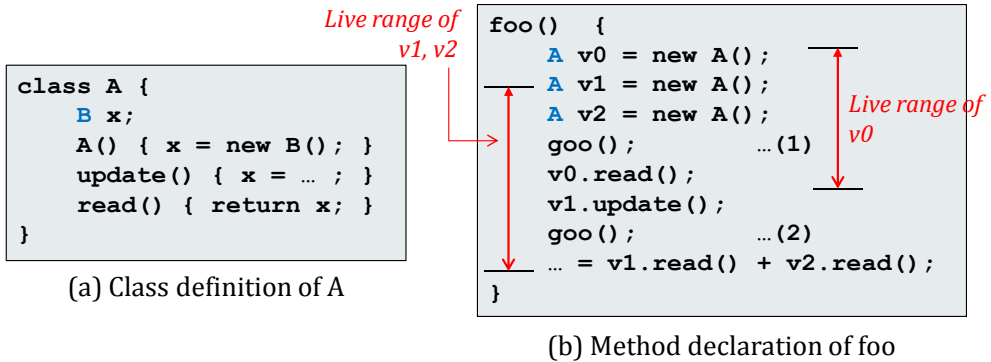 class A {
B x;
A() { x = new B(); }
update() { x = … ; }
read() { return x; }
}
(a) Class definition of A
Live range of
v1, v2
foo() {
A v0 = new A();
A v1 = new A();
A v2 = new A();
goo(); …(1)
v0.read();
v1.update();
goo(); …(2)
… = v1.read() + v2.read();
}
Live range of
v0
(b) Method declaration of foo